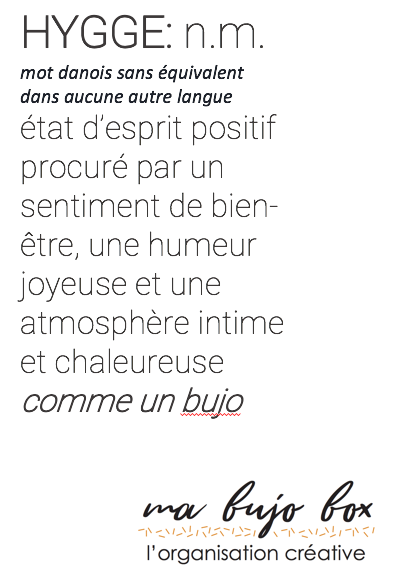 HYGGE: n.m.
mot danois sans équivalent
dans aucune autre langue
état d’esprit positif
procuré par un
sentiment de bien-
être, une humeur
joyeuse et une
atmosphère intime
et chaleureuse
comme un bujo
ma bujo box
l’organisation créative